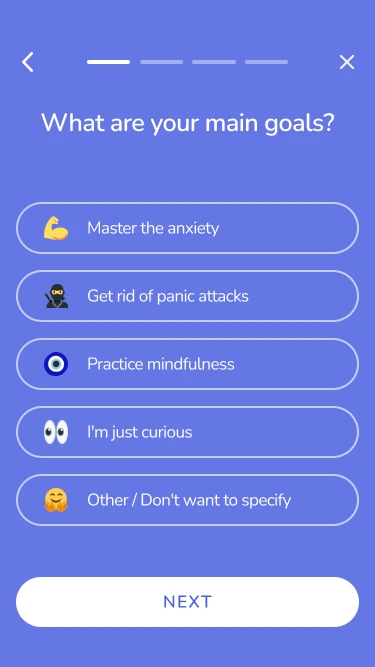 What are your main goals?
Master the anxiety
Get rid of panic attacks
Practice mindfulness
I'm just curious
Other / Don't want to specify
NEXT